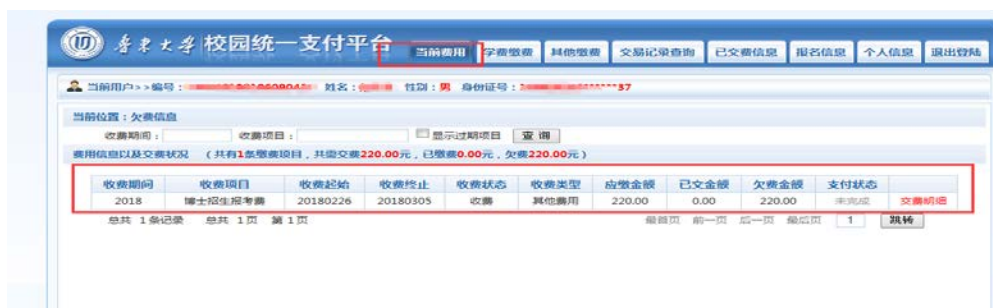 鲁东大学 校园统一支付平台
当前费用 学费缴费 其他缴费 交易记录查询 已交费信息 报名信息 个人信息 退出登陆
当前用户>>编号： 姓名： 性别：男 身份证号：
当前位置：欠费信息
收费期间： 收费项目： 显示过期项目 查 询
费用信息以及交费状况 （共有1条缴费项目，共需交费220.00元，已缴费0.00元，欠费220.00元）
收费期间 收费项目 收费起始 收费终止 收费状态 收费类型 应缴金额 已交金额 欠费金额 支付状态
2018 博士招生报考费 20180226 20180305 收费 其他费用 220.00 0.00 220.00 未完成 交费明细
总共 1条记录 总共 1页 第 1页 最首页 前一页 后一页 最后页 1 跳转